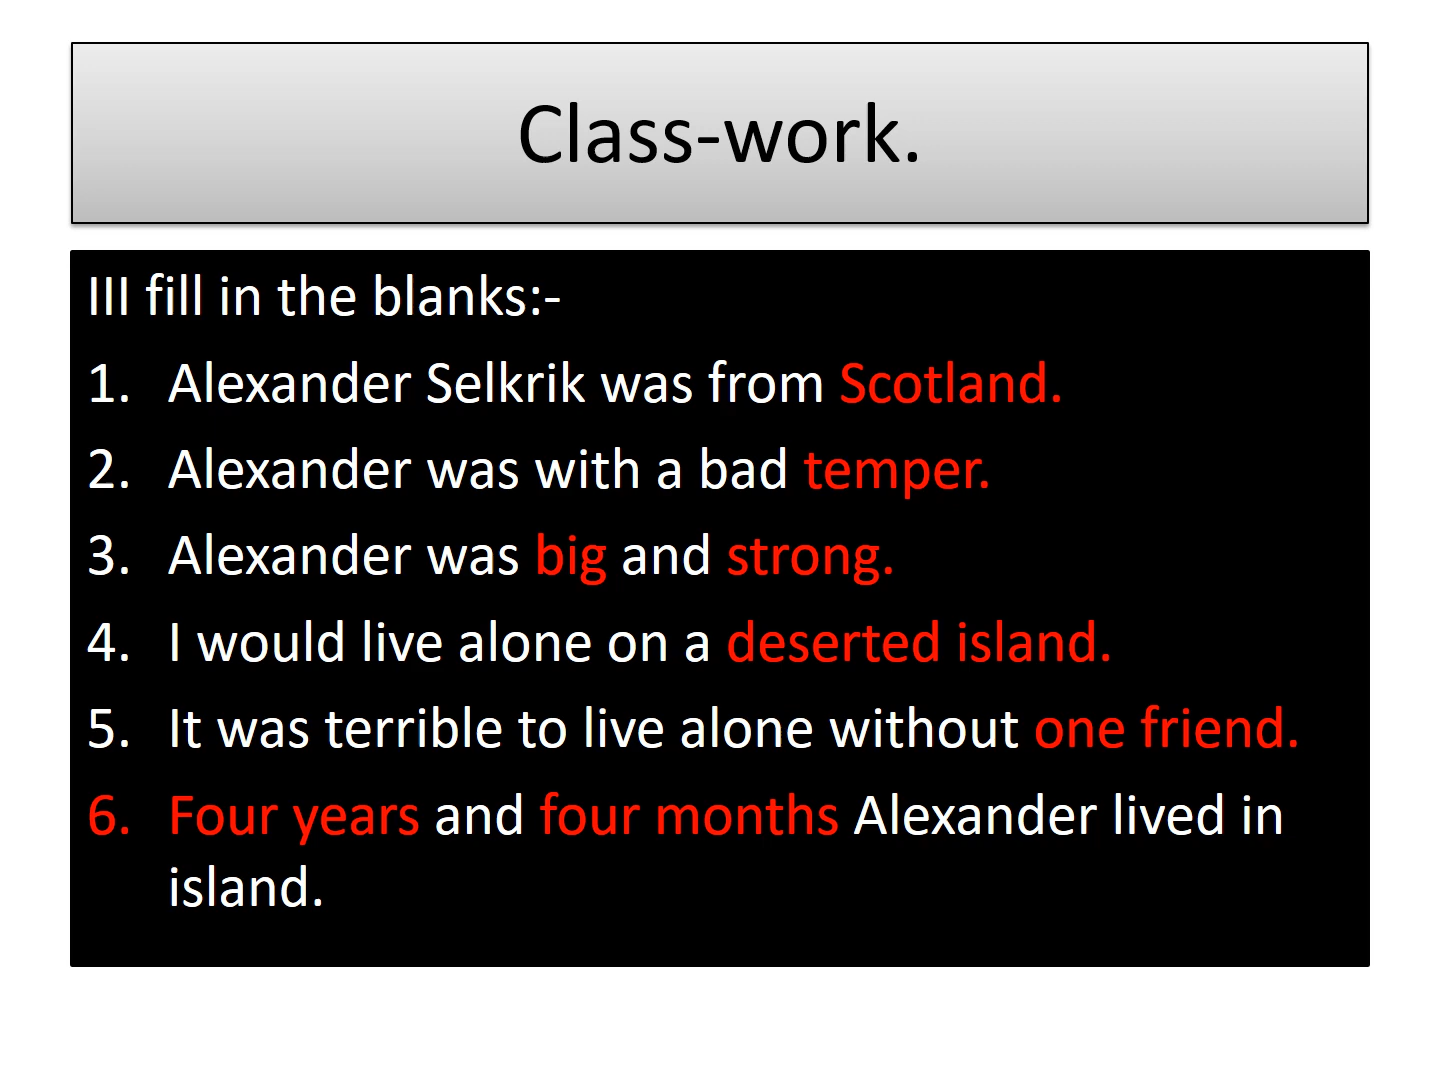 Class-work.
III fill in the blanks:-
1. Alexander Selkrik was from Scotland.
2. Alexander was with a bad temper.
3. Alexander was big and strong.
4. I would live alone on a deserted island.
5. It was terrible to live alone without one friend.
6. Four years and four months Alexander lived in
island.